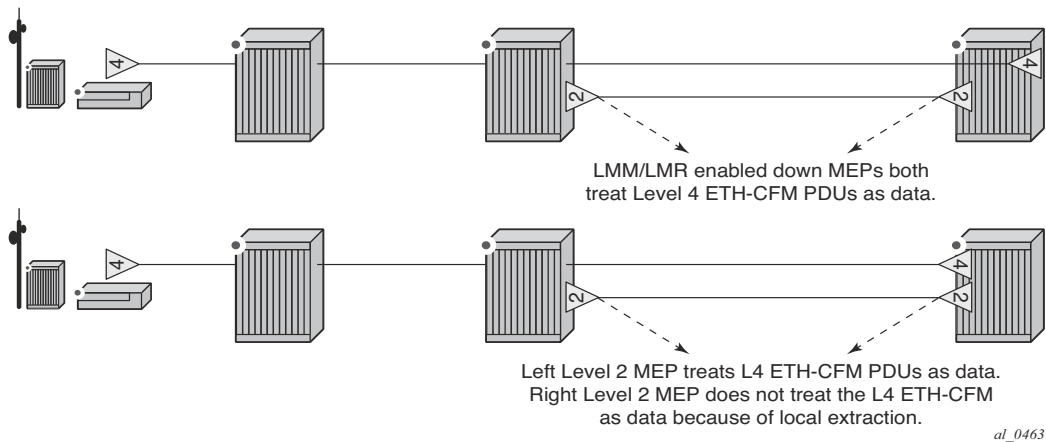 4
4
2
2
LMM/LMR enabled down MEPs both
treat Level 4 ETH-CFM PDUs as data.
4
4
2
2
Left Level 2 MEP treats L4 ETH-CFM PDUs as data.
Right Level 2 MEP does not treat the L4 ETH-CFM
as data because of local extraction.
al_0463